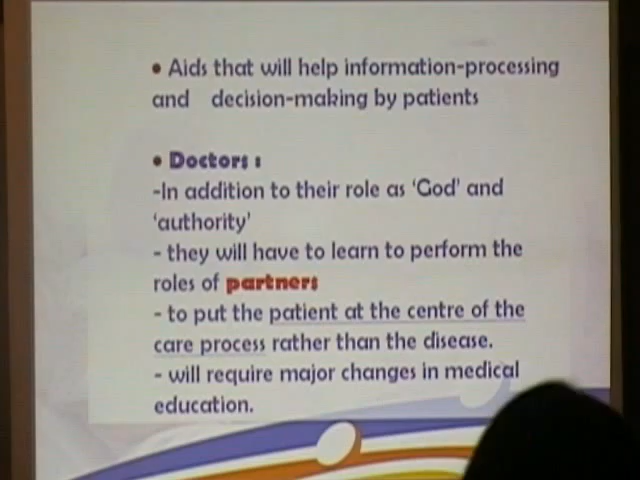 • Aids that will help information-processing
and decision-making by patients
• Doctors :
-In addition to their role as ‘God’ and
‘authority’
- they will have to learn to perform the
roles of partners
- to put the patient at the centre of the
care process rather than the disease.
- will require major changes in medical
education.